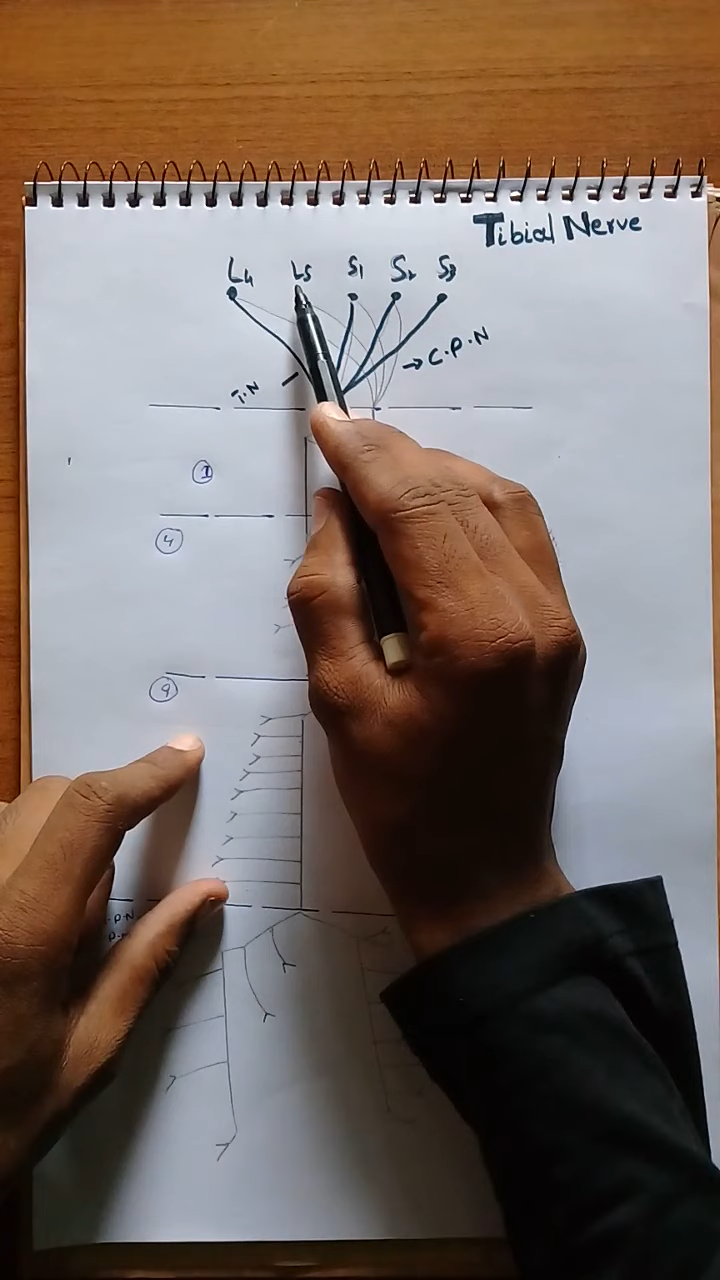 Tibial Nerve
L4 L5 S1 S2 S3
→ C.P.N
T.N
①
④
⑨
.P.N